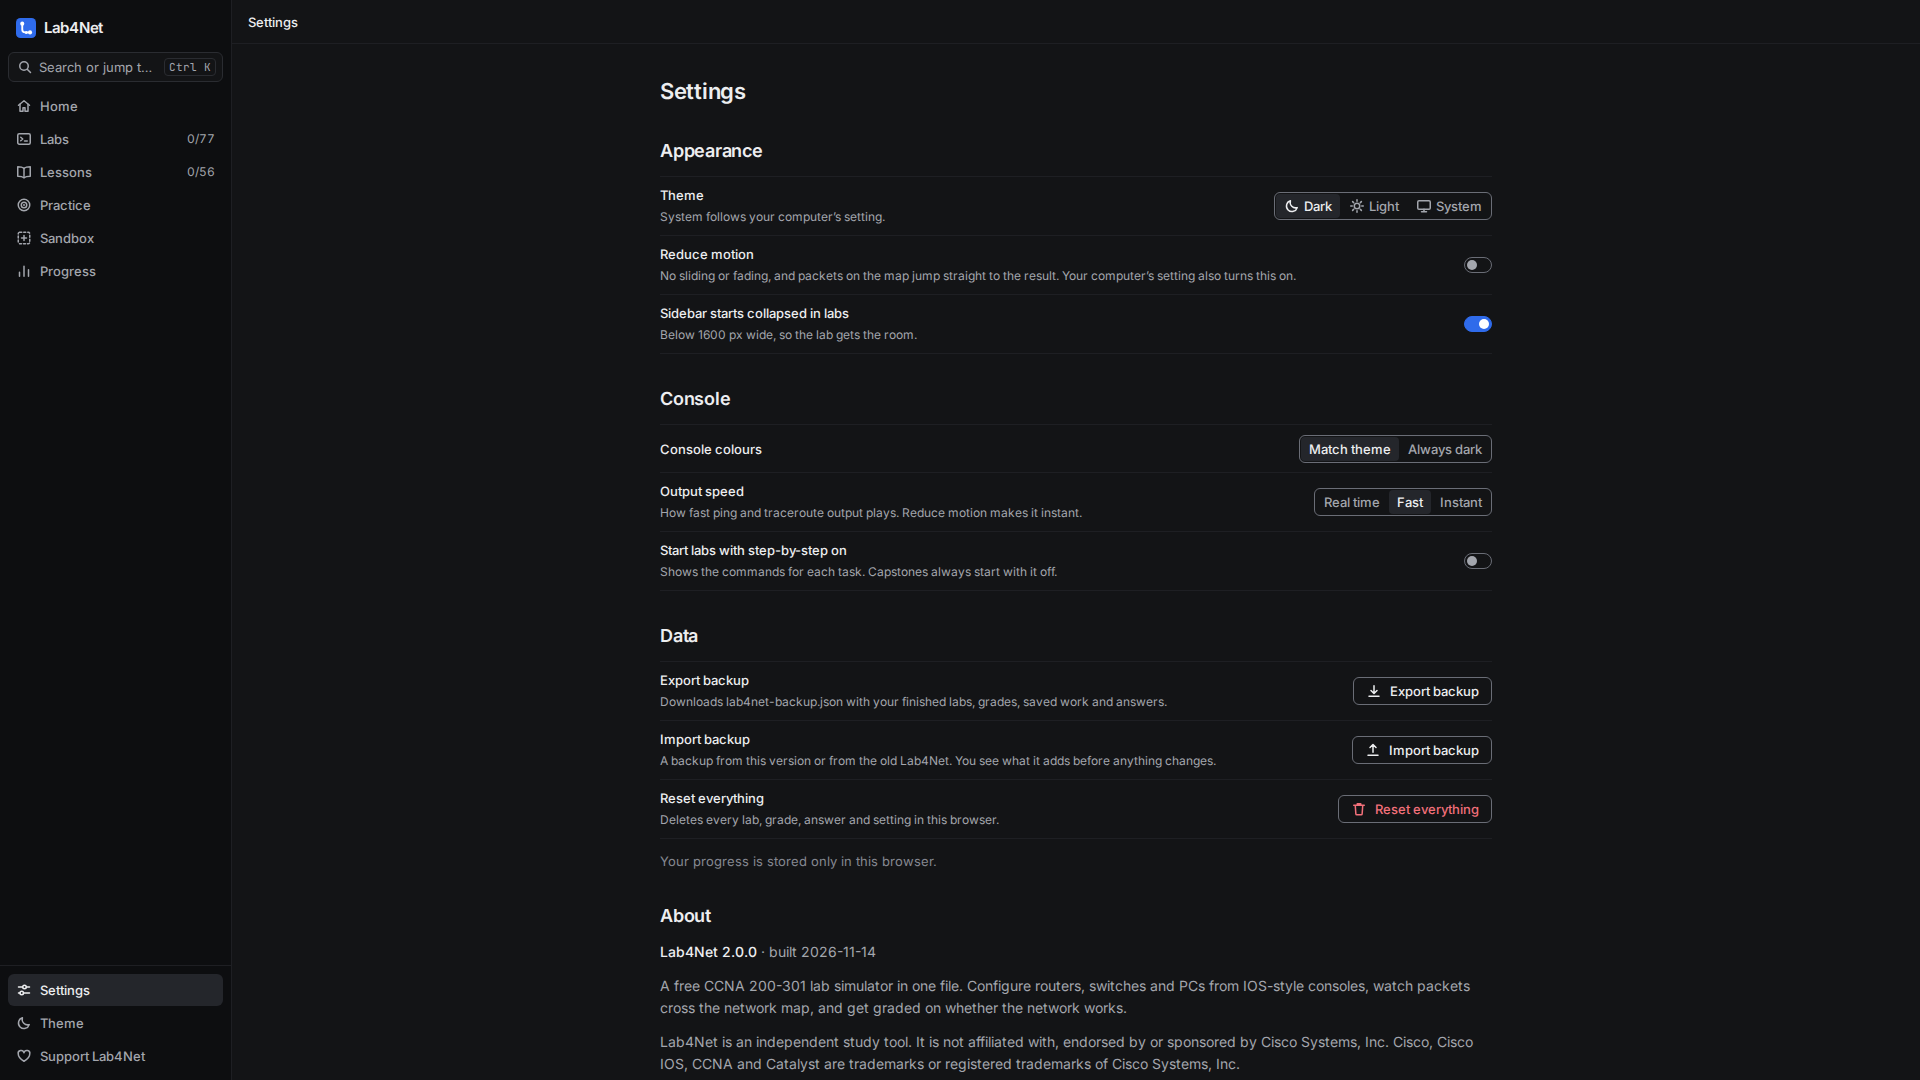 Lab4Net
Search or jump t... Ctrl K
Home
Labs 0/77
Lessons 0/56
Practice
Sandbox
Progress
Settings
Theme
Support Lab4Net
Settings
Settings
Appearance
Theme
System follows your computer’s setting.
Dark Light System
Reduce motion
No sliding or fading, and packets on the map jump straight to the result. Your computer’s setting also turns this on.
Sidebar starts collapsed in labs
Below 1600 px wide, so the lab gets the room.
Console
Console colours
Match theme Always dark
Output speed
How fast ping and traceroute output plays. Reduce motion makes it instant.
Real time Fast Instant
Start labs with step-by-step on
Shows the commands for each task. Capstones always start with it off.
Data
Export backup
Downloads lab4net-backup.json with your finished labs, grades, saved work and answers.
Export backup
Import backup
A backup from this version or from the old Lab4Net. You see what it adds before anything changes.
Import backup
Reset everything
Deletes every lab, grade, answer and setting in this browser.
Reset everything
Your progress is stored only in this browser.
About
Lab4Net 2.0.0 · built 2026-11-14
A free CCNA 200-301 lab simulator in one file. Configure routers, switches and PCs from IOS-style consoles, watch packets
cross the network map, and get graded on whether the network works.
Lab4Net is an independent study tool. It is not affiliated with, endorsed by or sponsored by Cisco Systems, Inc. Cisco, Cisco
IOS, CCNA and Catalyst are trademarks or registered trademarks of Cisco Systems, Inc.